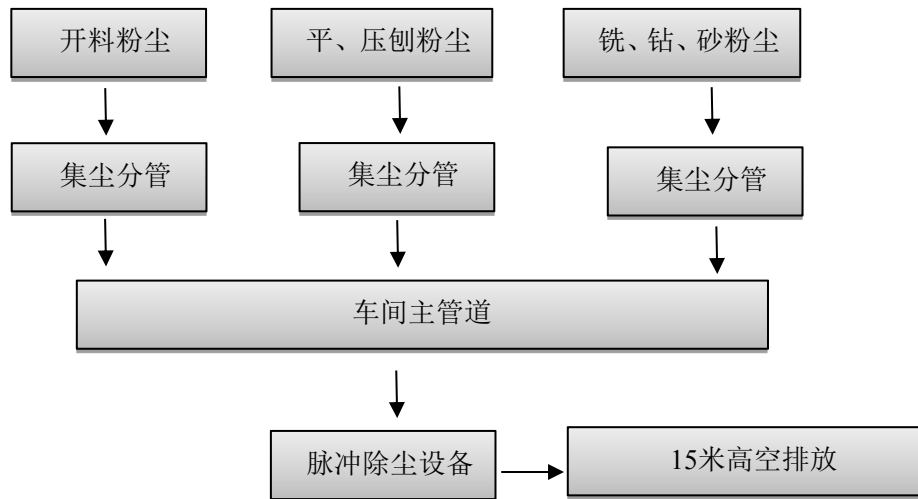 开料粉尘
平、压刨粉尘
铣、钻、砂粉尘
集尘分管
集尘分管
集尘分管
车间主管道
脉冲除尘设备
15米高空排放